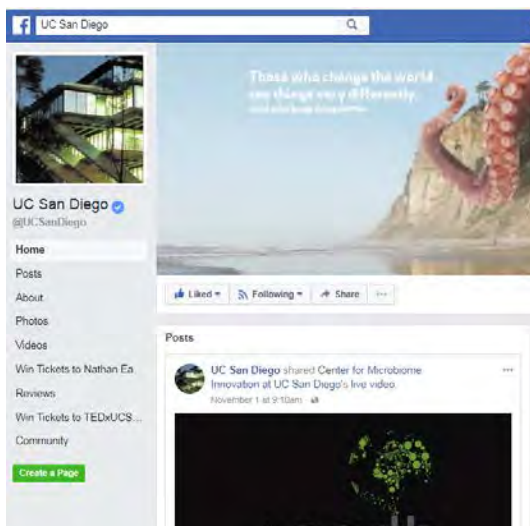 f
UC San Diego
Those who change the world
see things very differently.
UC San Diego
@UCSanDiego
Home
Posts
About
Photos
Videos
Win Tickets to Nathan Ea...
Reviews
Win Tickets to TEDxUCS...
Community
Create a Page
Liked
Following
Share
...
Posts
UC San Diego shared Center for Microbiome
Innovation at UC San Diego's live video.
November 1 at 9:10am
...